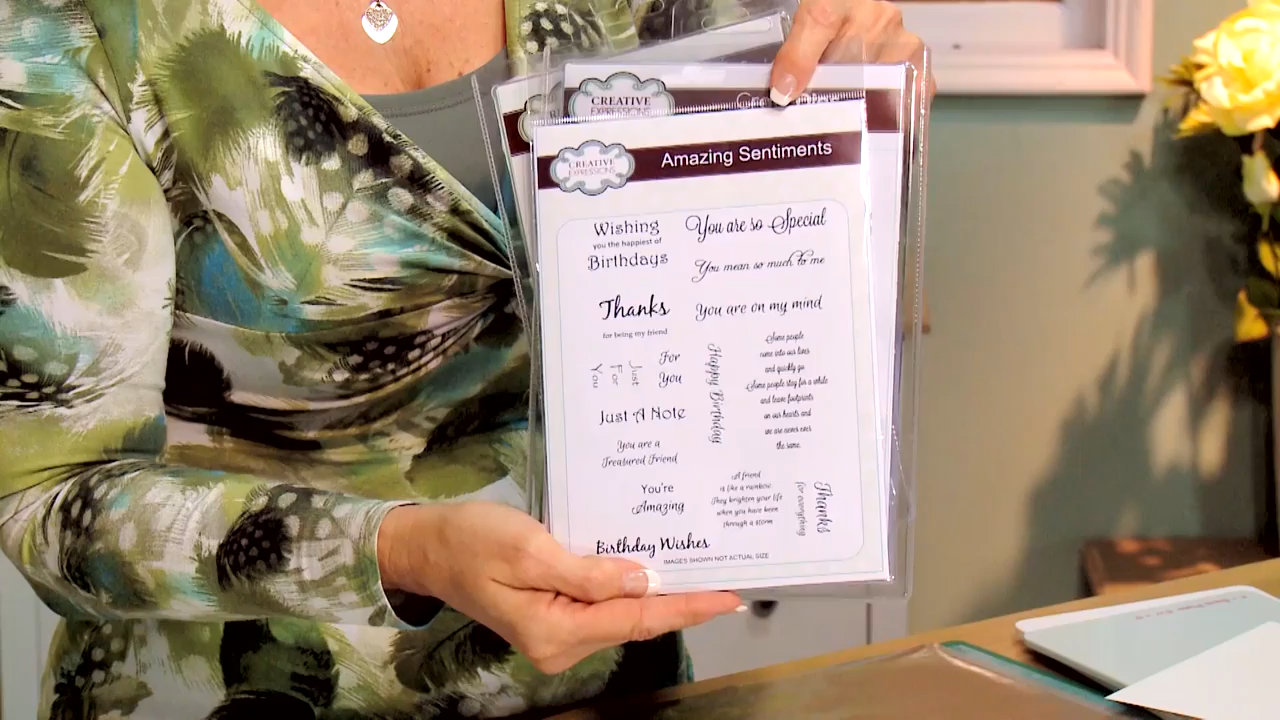 CREATIVE
EXPRESSIONS
CREATIVE
EXPRESSIONS
Amazing Sentiments
Wishing
you the happiest of
Birthdays
You are so Special
You mean so much to me
Thanks
for being my friend
You are on my mind
Just
For
You
For
You
Happy Birthday
Some people
come into our lives
and quickly go
Some people stay for a while
and leave footprints
on our hearts and
we are never ever
the same.
Just A Note
You are a
Treasured Friend
You're
Amazing
A friend
is like a rainbow.
They brighten your life
when you have been
through a storm
Thanks
for everything
Birthday Wishes
IMAGES SHOWN NOT ACTUAL SIZE